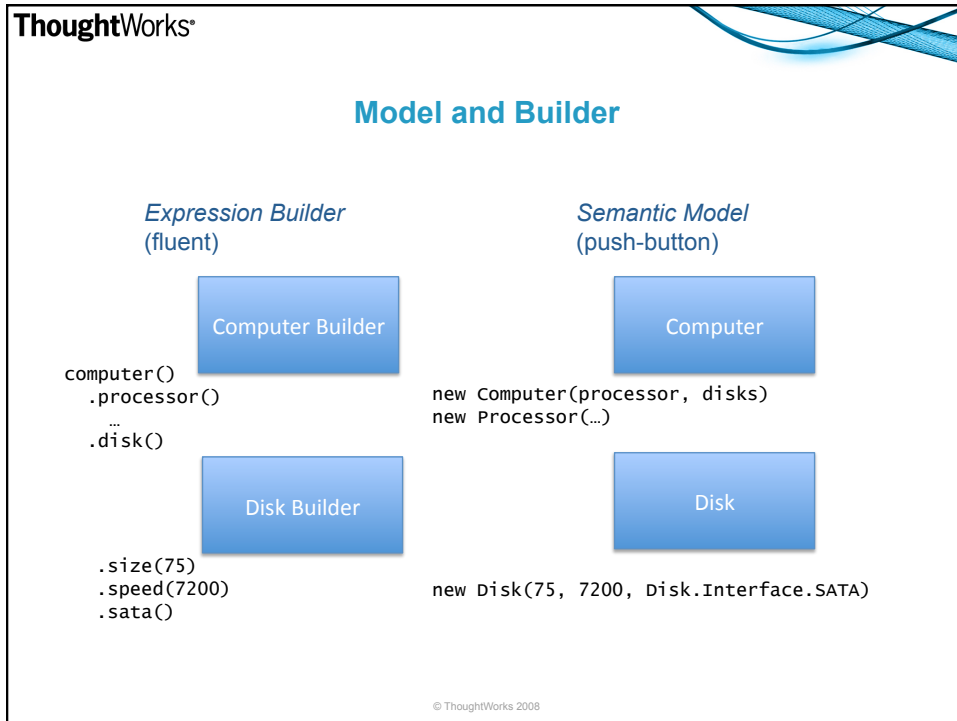 ThoughtWorks®
Model and Builder
Expression Builder
(fluent)
Semantic Model
(push-button)
Computer Builder
Computer
computer()
.processor()
…
.disk()
new Computer(processor, disks)
new Processor(…)
Disk Builder
Disk
.size(75)
.speed(7200)
.sata()
new Disk(75, 7200, Disk.Interface.SATA)
© ThoughtWorks 2008